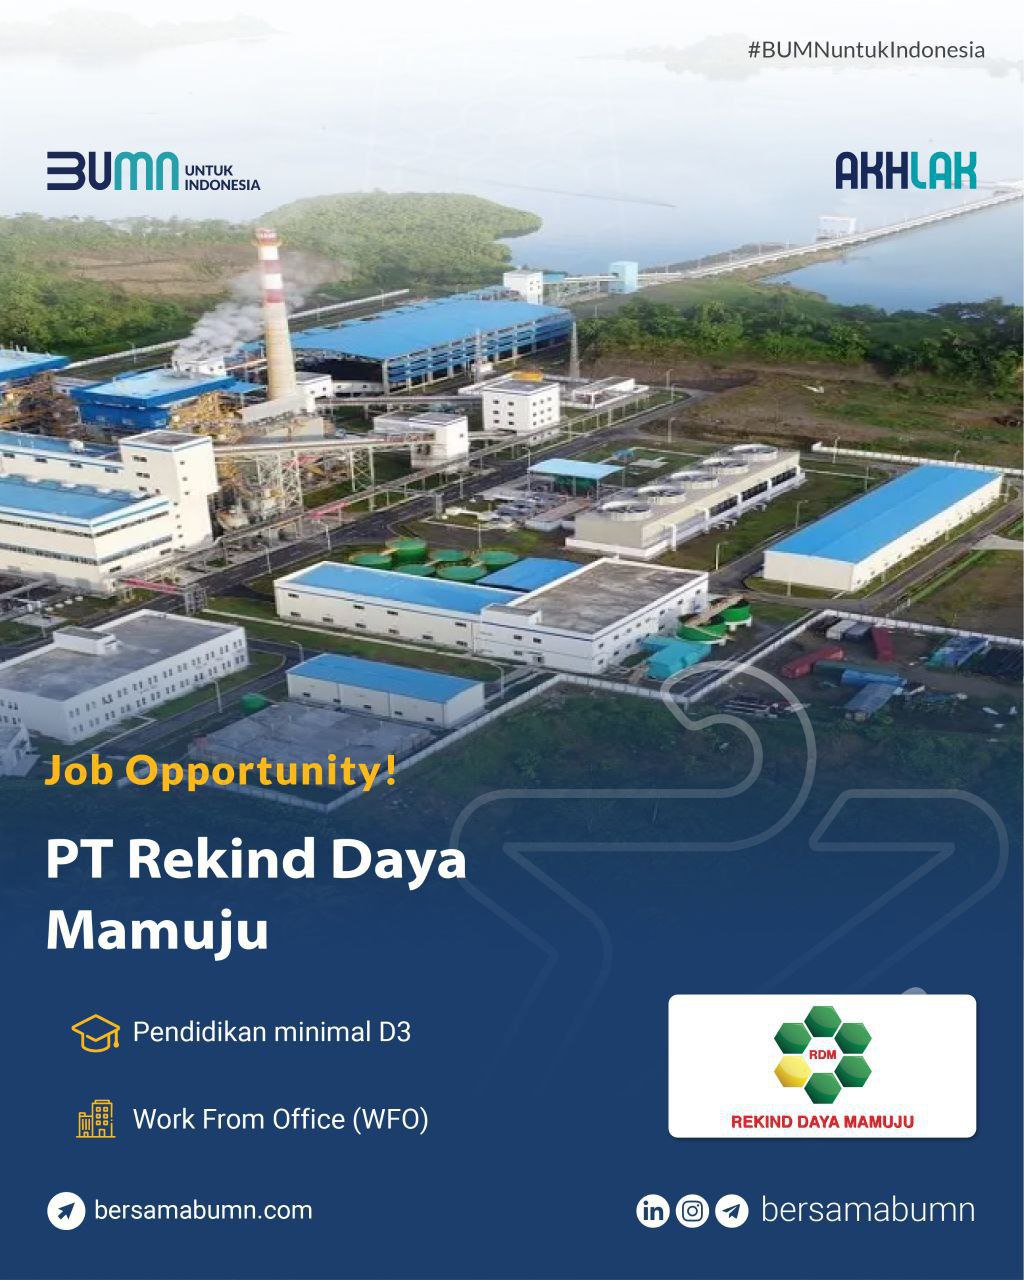 #BUMNuntukIndonesia
BUMN UNTUK INDONESIA
AKHLAK
Job Opportunity!
PT Rekind Daya
Mamuju
Pendidikan minimal D3
RDM
REKIND DAYA MAMUJU
Work From Office (WFO)
bersamabumn.com
in bersamabumn